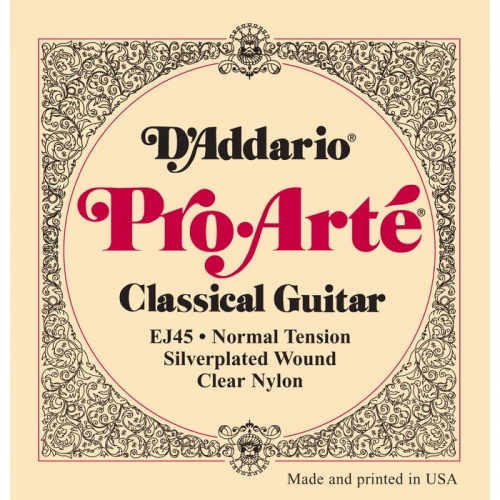 D'Addario®
Pro·Arté®
Classical Guitar
EJ45 • Normal Tension
Silverplated Wound
Clear Nylon
Made and printed in USA